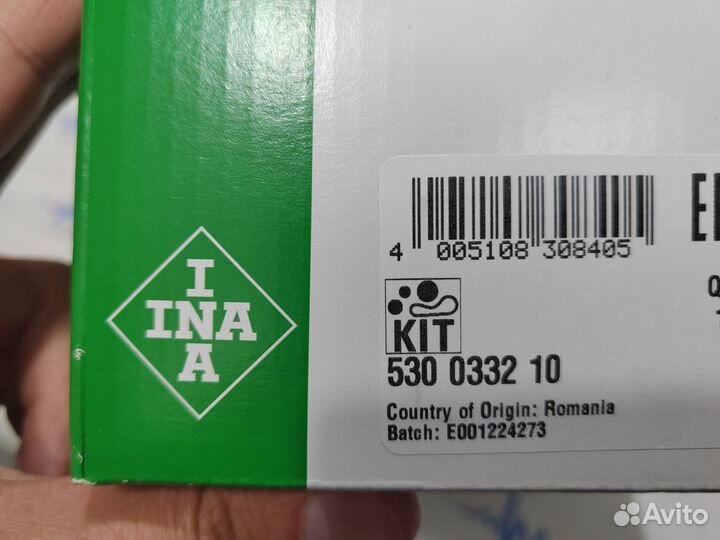 I
INA
A
4 005108 308405
KIT
530 0332 10
Country of Origin: Romania
Batch: E001224273
Avito